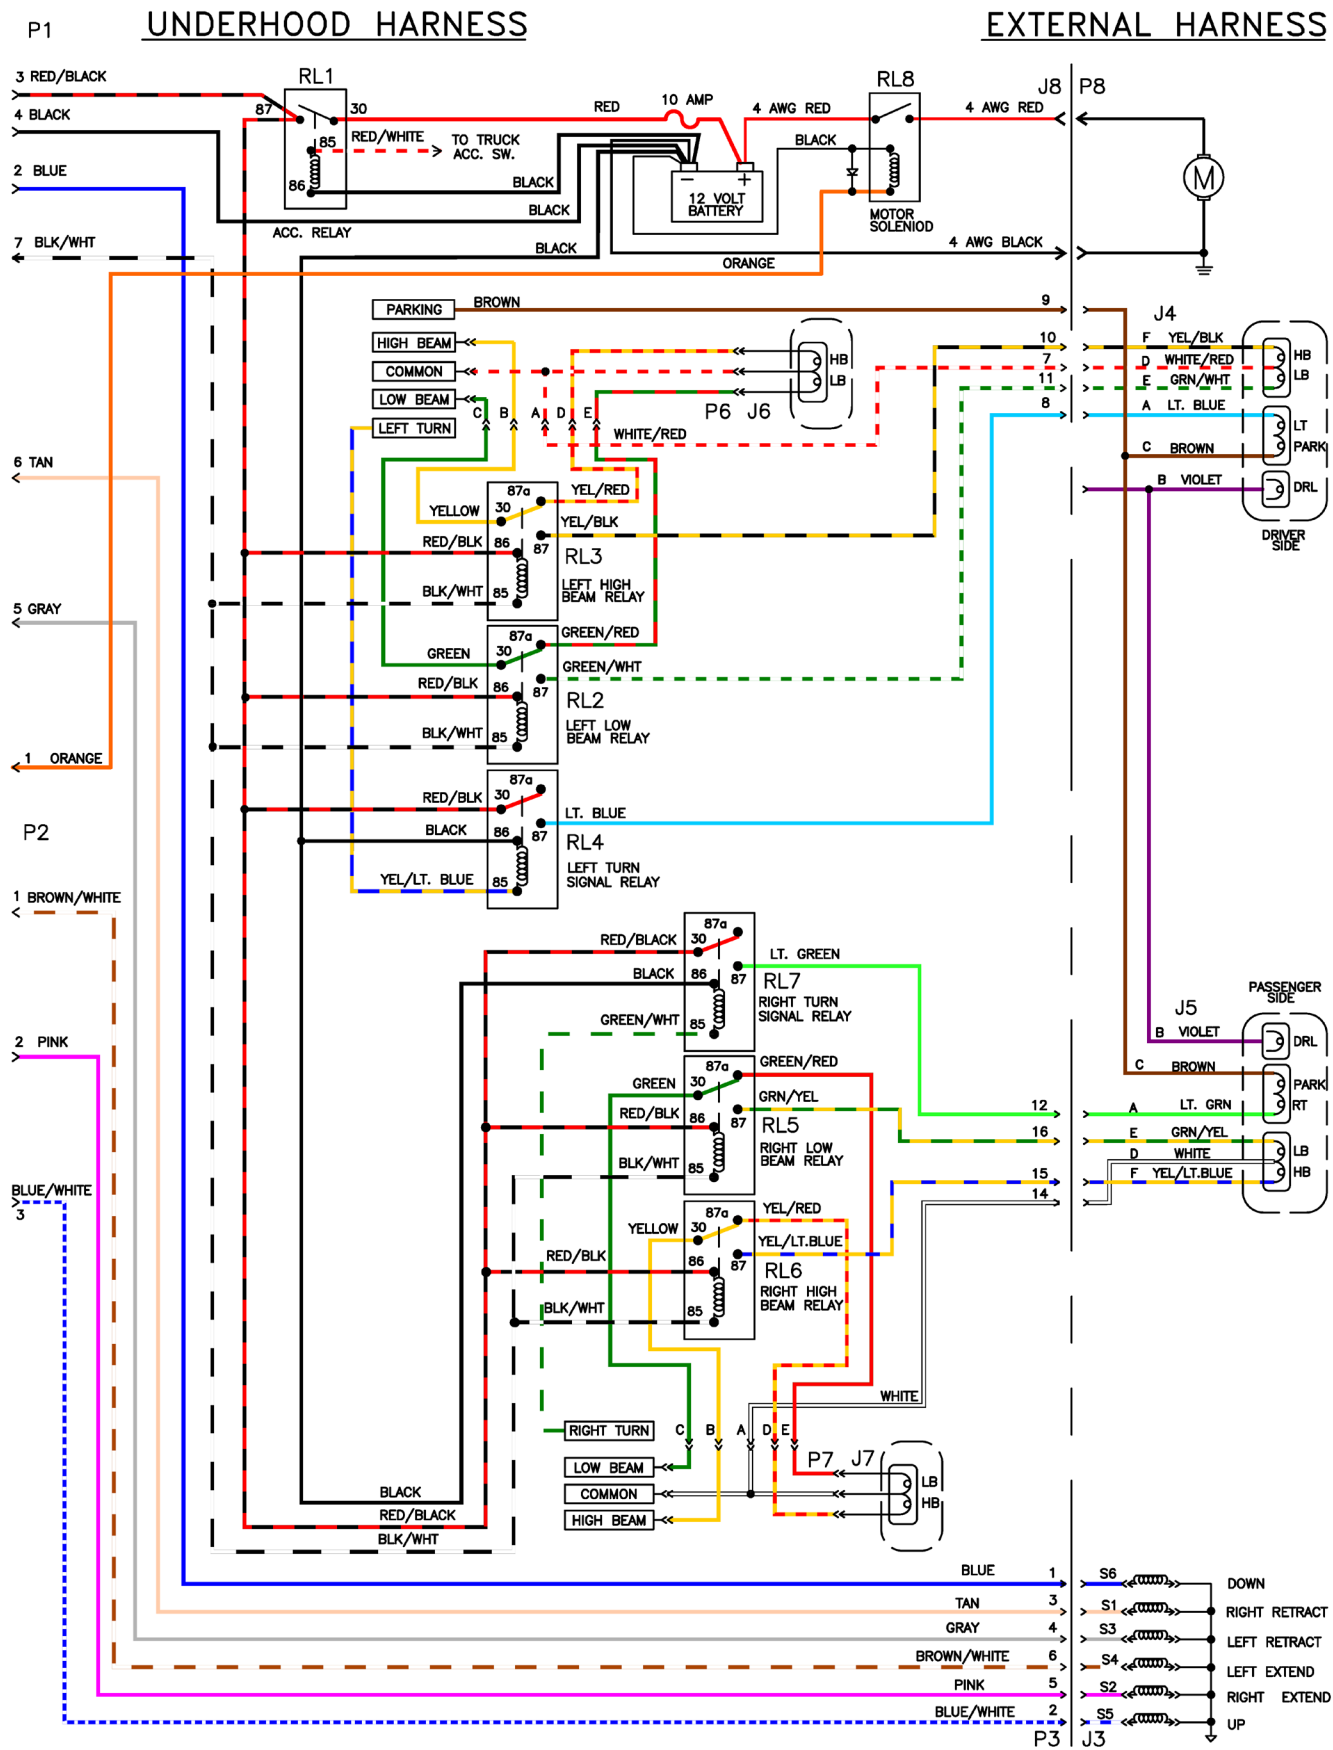 P1
UNDERHOOD HARNESS
EXTERNAL HARNESS
3 RED/BLACK
RL1
87
30
RED
10 AMP
4 AWG RED
RL8
4 AWG RED
J8
P8
4 BLACK
85
RED/WHITE
TO TRUCK
ACC. SW.
BLACK
M
2 BLUE
86
BLACK
- +
12 VOLT
BATTERY
BLACK
ACC. RELAY
MOTOR
SOLENIOD
7 BLK/WHT
BLACK
4 AWG BLACK
ORANGE
PARKING
BROWN
9
J4
HIGH BEAM
HB
LB
10
F YEL/BLK
HB
COMMON
7
D WHITE/RED
LB
LOW BEAM
11
E GRN/WHT
C B A D E
P6 J6
8
A LT. BLUE
LT
LEFT TURN
WHITE/RED
C BROWN
PARK
6 TAN
B VIOLET
DRL
87a
YEL/RED
YELLOW
30
YEL/BLK
DRIVER
SIDE
RED/BLK
86
87
RL3
BLK/WHT
85
LEFT HIGH
BEAM RELAY
5 GRAY
87a
GREEN/RED
GREEN
30
GREEN/WHT
RED/BLK
86
87
RL2
BLK/WHT
85
LEFT LOW
BEAM RELAY
1 ORANGE
87a
RED/BLK
30
LT. BLUE
P2
BLACK
86
87
RL4
YEL/LT. BLUE
85
LEFT TURN
SIGNAL RELAY
1 BROWN/WHITE
87a
RED/BLACK
30
LT. GREEN
BLACK
86
87
RL7
RIGHT TURN
SIGNAL RELAY
GREEN/WHT
85
PASSENGER
SIDE
J5
B VIOLET
DRL
2 PINK
87a
GREEN/RED
GREEN
30
GRN/YEL
C BROWN
PARK
RED/BLK
86
87
RL5
12
A LT. GRN
RT
16
E GRN/YEL
LB
RIGHT LOW
BEAM RELAY
BLK/WHT
85
D WHITE
15
F YEL/LT.BLUE
HB
14
BLUE/WHITE
3
87a
YEL/RED
YELLOW
30
YEL/LT.BLUE
RED/BLK
86
87
RL6
RIGHT HIGH
BEAM RELAY
BLK/WHT
85
WHITE
RIGHT TURN
C B A D E
LOW BEAM
P7 J7
LB
COMMON
HB
HIGH BEAM
BLACK
RED/BLACK
BLK/WHT
BLUE
1
S6
DOWN
TAN
3
S1
RIGHT RETRACT
GRAY
4
S3
LEFT RETRACT
BROWN/WHITE
6
S4
LEFT EXTEND
PINK
5
S2
RIGHT EXTEND
BLUE/WHITE
2
S5
UP
P3
J3